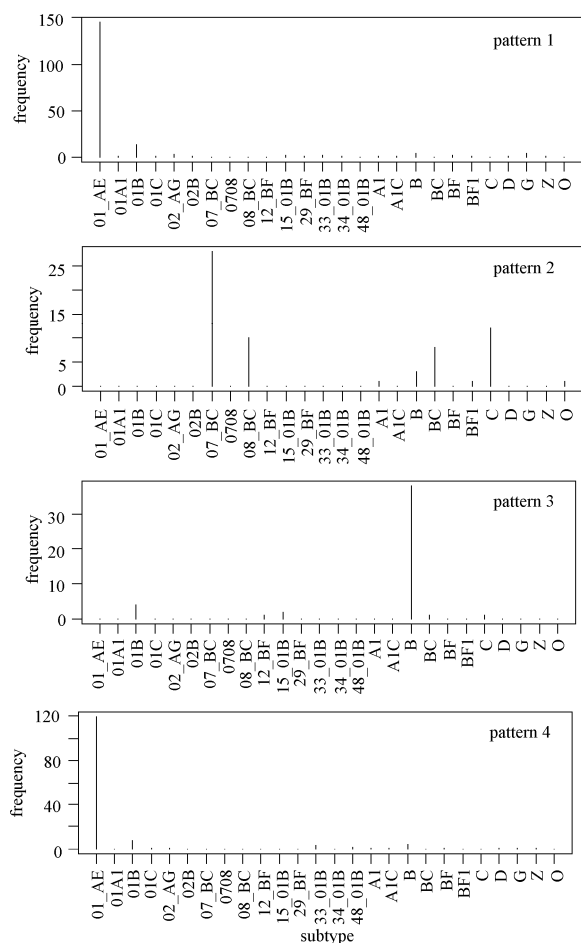 pattern 1
frequency
150
100
50
0
01_AE 01A1 01B 01C 02_AG 02B 07_BC 0708 08_BC 12_BF 15_01B 29_BF 33_01B 34_01B 48_01B A1 A1C B BC BF BF1 C D G Z O
pattern 2
frequency
25
15
5
0
01_AE 01A1 01B 01C 02_AG 02B 07_BC 0708 08_BC 12_BF 15_01B 29_BF 33_01B 34_01B 48_01B A1 A1C B BC BF BF1 C D G Z O
pattern 3
frequency
30
20
10
0
01_AE 01A1 01B 01C 02_AG 02B 07_BC 0708 08_BC 12_BF 15_01B 29_BF 33_01B 34_01B 48_01B A1 A1C B BC BF BF1 C D G Z O
pattern 4
frequency
120
80
40
0
01_AE 01A1 01B 01C 02_AG 02B 07_BC 0708 08_BC 12_BF 15_01B 29_BF 33_01B 34_01B 48_01B A1 A1C B BC BF BF1 C D G Z O
subtype